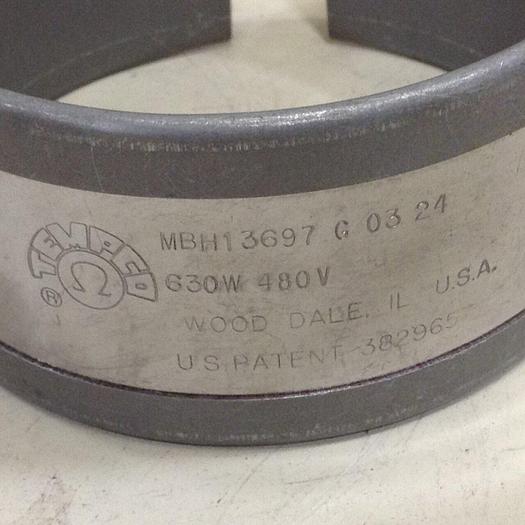 TEMPCO
Ω
®
MBH13697 G 03 24
630W 480V
WOOD DALE, IL U.S.A.
U.S. PATENT 382965